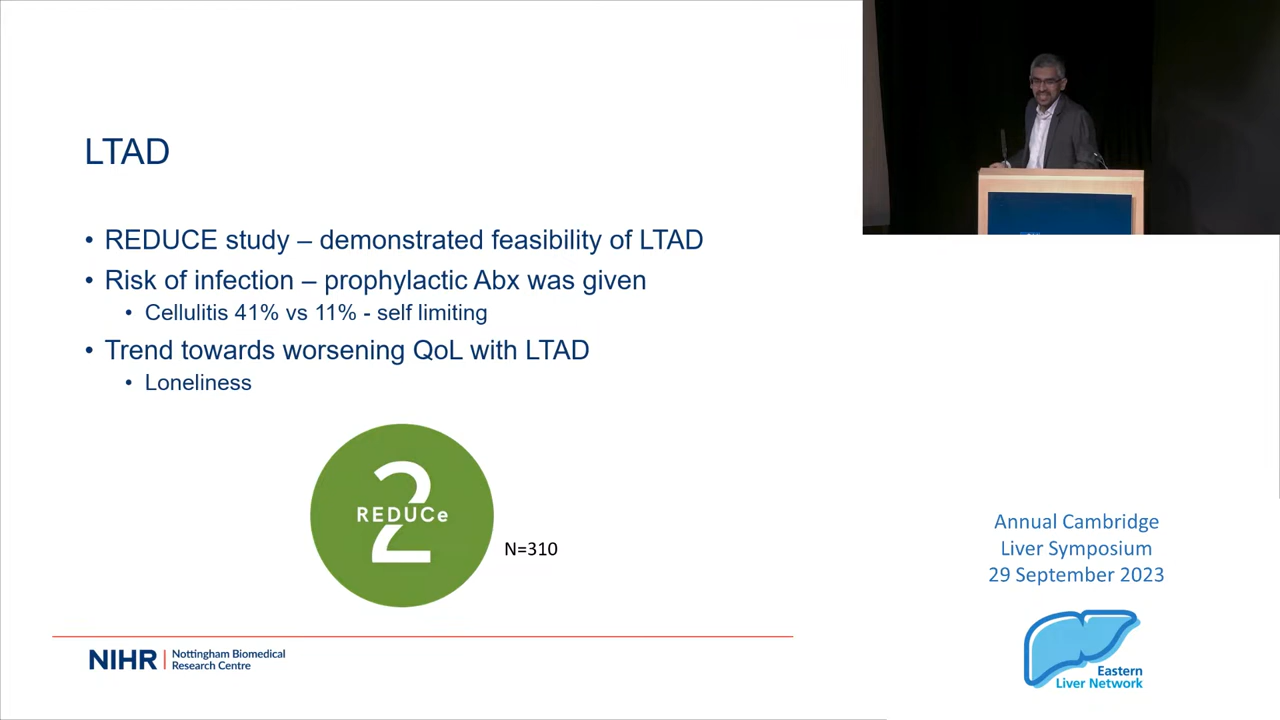 LTAD
• REDUCE study – demonstrated feasibility of LTAD
• Risk of infection – prophylactic Abx was given
• Cellulitis 41% vs 11% - self limiting
• Trend towards worsening QoL with LTAD
• Loneliness
2
REDUCe
N=310
NIHR | Nottingham Biomedical
Research Centre
Annual Cambridge
Liver Symposium
29 September 2023
Eastern
Liver Network